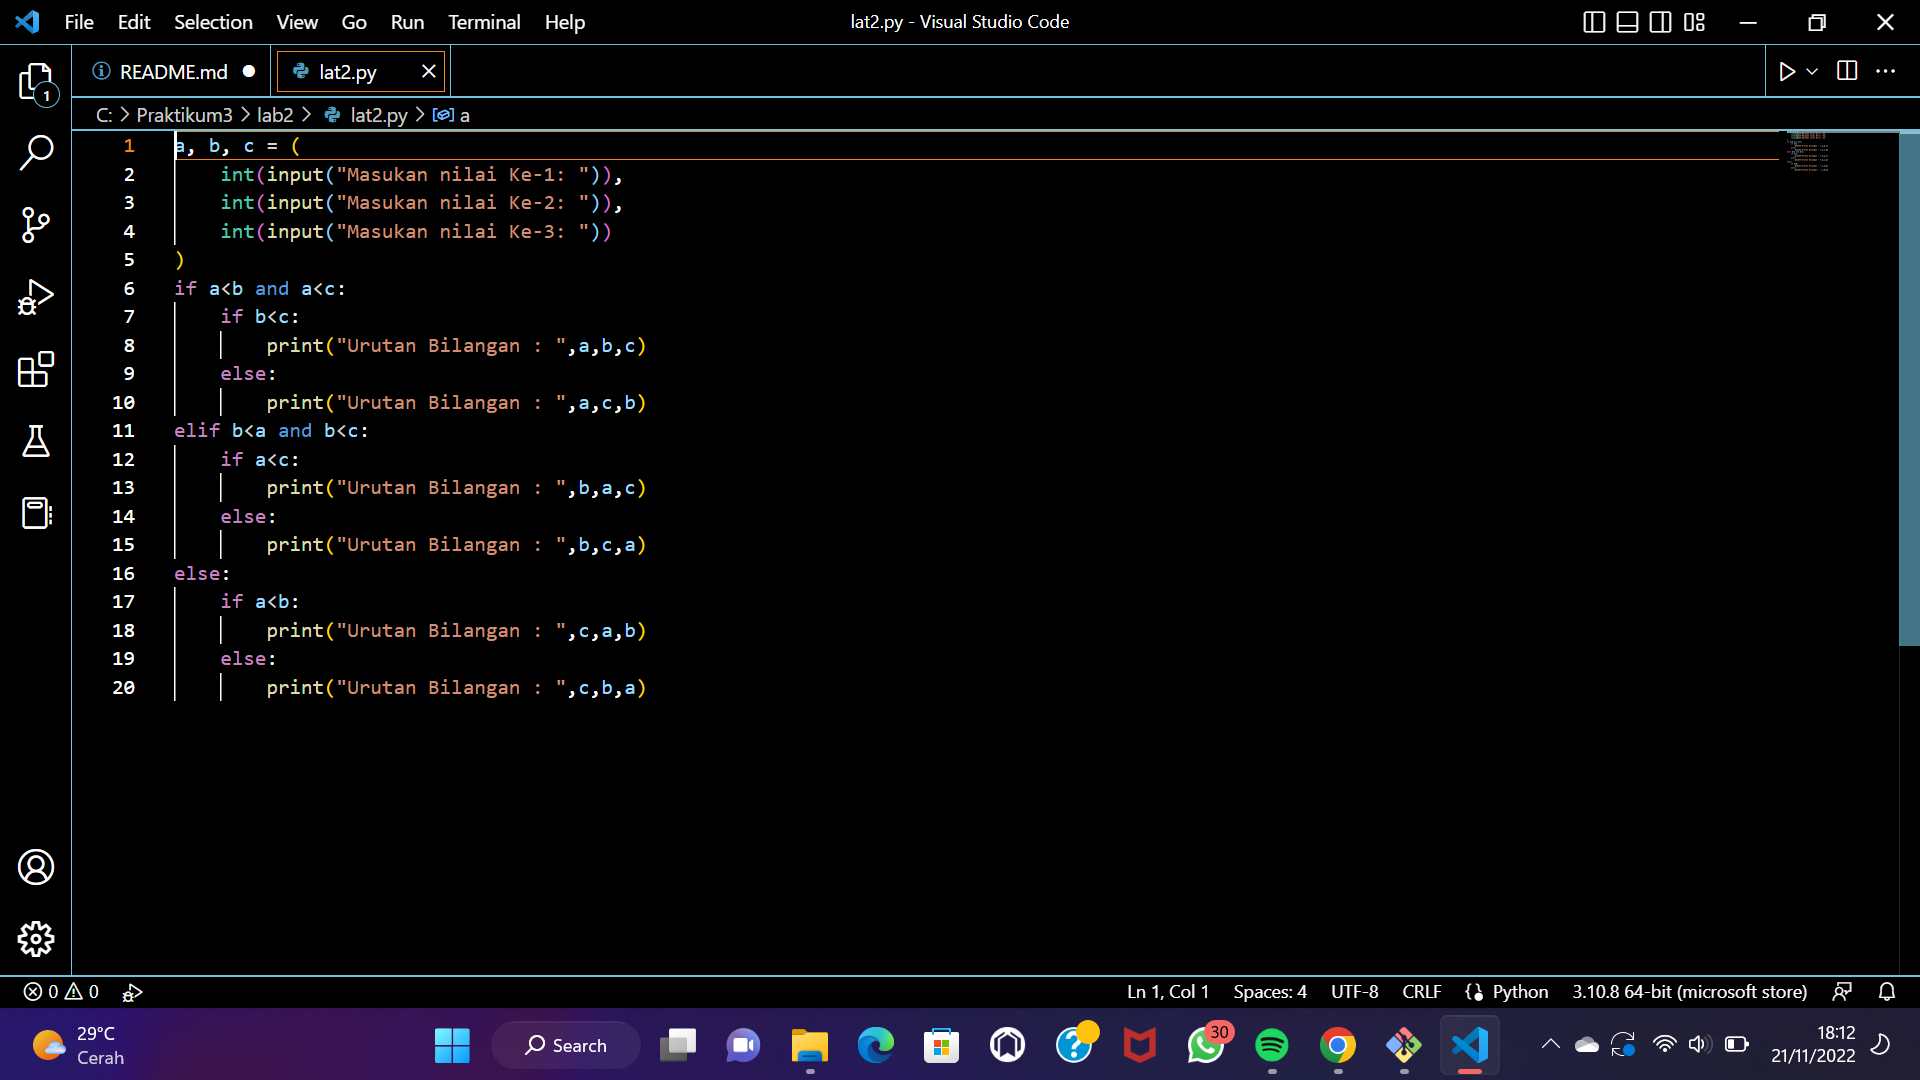 File Edit Selection View Go Run Terminal Help
lat2.py - Visual Studio Code
README.md
lat2.py
C: > Praktikum3 > lab2 > lat2.py > a
1
1 a, b, c = (
2     int(input("Masukan nilai Ke-1: ")),
3     int(input("Masukan nilai Ke-2: ")),
4     int(input("Masukan nilai Ke-3: "))
5 )
6 if a<b and a<c:
7     if b<c:
8         print("Urutan Bilangan : ",a,b,c)
9     else:
10         print("Urutan Bilangan : ",a,c,b)
11 elif b<a and b<c:
12     if a<c:
13         print("Urutan Bilangan : ",b,a,c)
14     else:
15         print("Urutan Bilangan : ",b,c,a)
16 else:
17     if a<b:
18         print("Urutan Bilangan : ",c,a,b)
19     else:
20         print("Urutan Bilangan : ",c,b,a)
0 0
Ln 1, Col 1 Spaces: 4 UTF-8 CRLF Python 3.10.8 64-bit (microsoft store)
29°C
Cerah
Search
30
18:12
21/11/2022